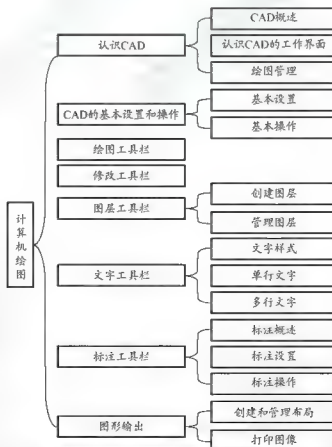 计算机绘图
认识CAD
CAD概述
认识CAD的工作界面
绘图管理
CAD的基本设置和操作
基本设置
基本操作
绘图工具栏
修改工具栏
图层工具栏
创建图层
管理图层
文字工具栏
文字样式
单行文字
多行文字
标注工具栏
标注概述
标注设置
标注操作
图形输出
创建和管理布局
打印图像